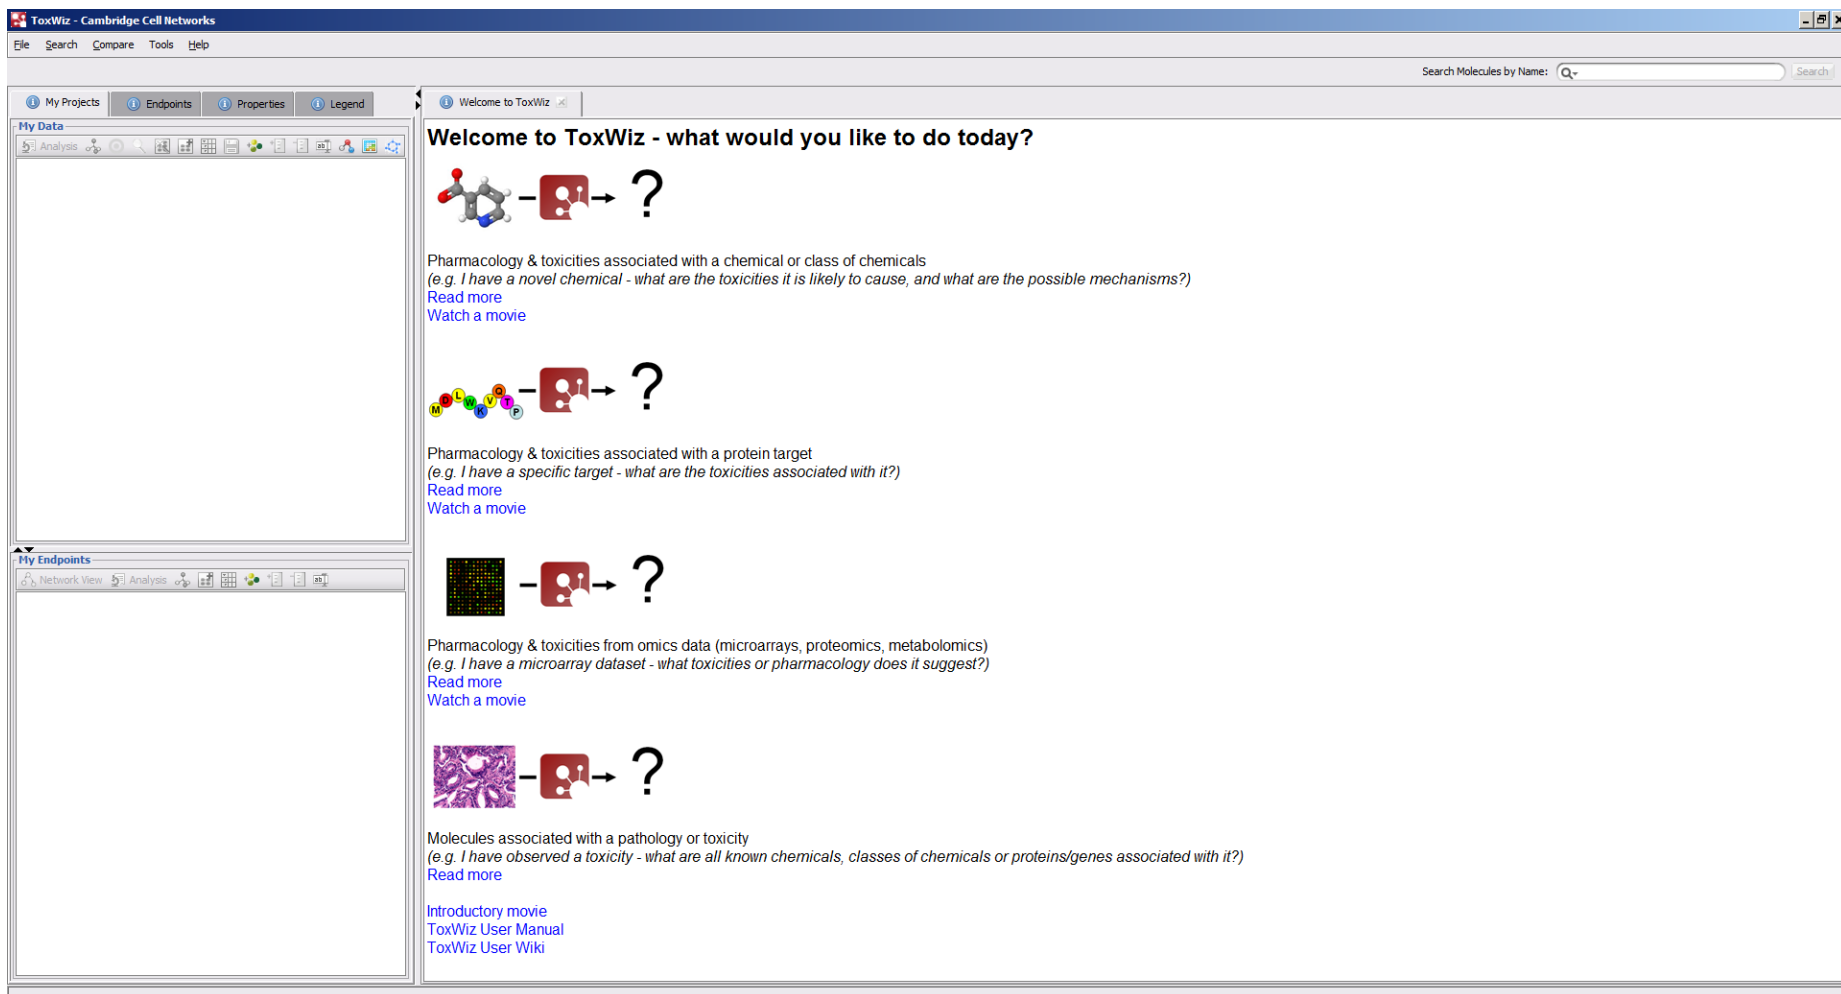 ToxWiz - Cambridge Cell Networks
File Search Compare Tools Help
Search Molecules by Name:
Search
My Projects
Endpoints
Properties
Legend
Welcome to ToxWiz
My Data
Analysis
Welcome to ToxWiz - what would you like to do today?
?
Pharmacology & toxicities associated with a chemical or class of chemicals
(e.g. I have a novel chemical - what are the toxicities it is likely to cause, and what are the possible mechanisms?)
Read more
Watch a movie
M D L W K V Q T P
?
Pharmacology & toxicities associated with a protein target
(e.g. I have a specific target - what are the toxicities associated with it?)
Read more
Watch a movie
My Endpoints
Network View Analysis
?
Pharmacology & toxicities from omics data (microarrays, proteomics, metabolomics)
(e.g. I have a microarray dataset - what toxicities or pharmacology does it suggest?)
Read more
Watch a movie
?
Molecules associated with a pathology or toxicity
(e.g. I have observed a toxicity - what are all known chemicals, classes of chemicals or proteins/genes associated with it?)
Read more
Introductory movie
ToxWiz User Manual
ToxWiz User Wiki